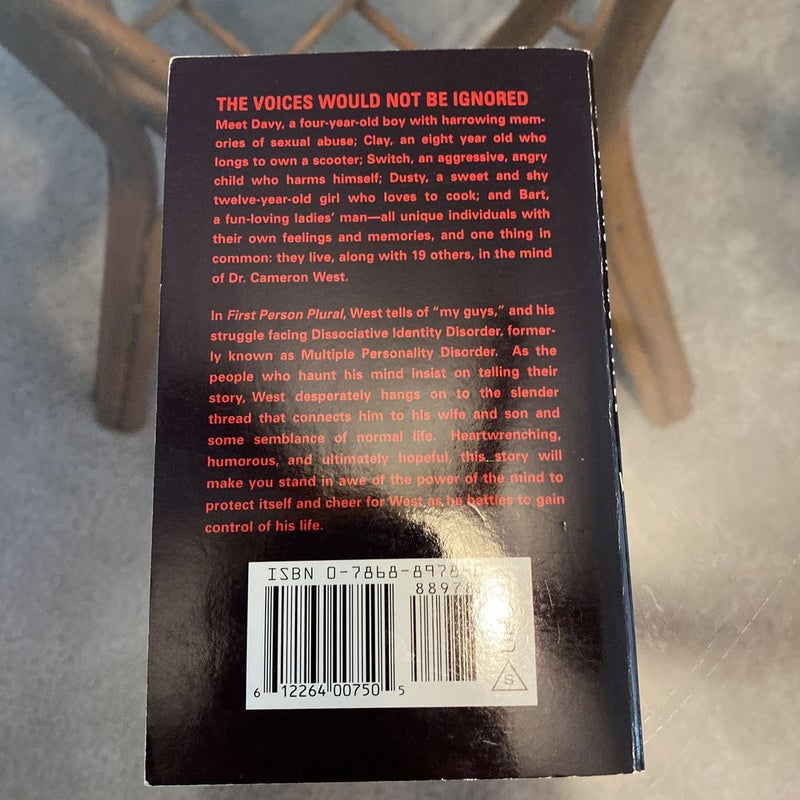 THE VOICES WOULD NOT BE IGNORED
Meet Davy, a four-year-old boy with harrowing mem-
ories of sexual abuse; Clay, an eight year old who
longs to own a scooter; Switch, an aggressive, angry
child who harms himself; Dusty, a sweet and shy
twelve-year-old girl who loves to cook; and Bart,
a fun-loving ladies' man—all unique individuals with
their own feelings and memories, and one thing in
common: they live, along with 19 others, in the mind
of Dr. Cameron West.
In First Person Plural, West tells of "my guys," and his
struggle facing Dissociative Identity Disorder, former-
ly known as Multiple Personality Disorder. As the
people who haunt his mind insist on telling their
story, West desperately hangs on to the slender
thread that connects him to his wife and son and
some semblance of normal life. Heartwrenching,
humorous, and ultimately hopeful, this story will
make you stand in awe of the power of the mind to
protect itself and cheer for West as he battles to gain
control of his life.
ISBN 0-7868-8978
88978
6 12264 00750 5
S